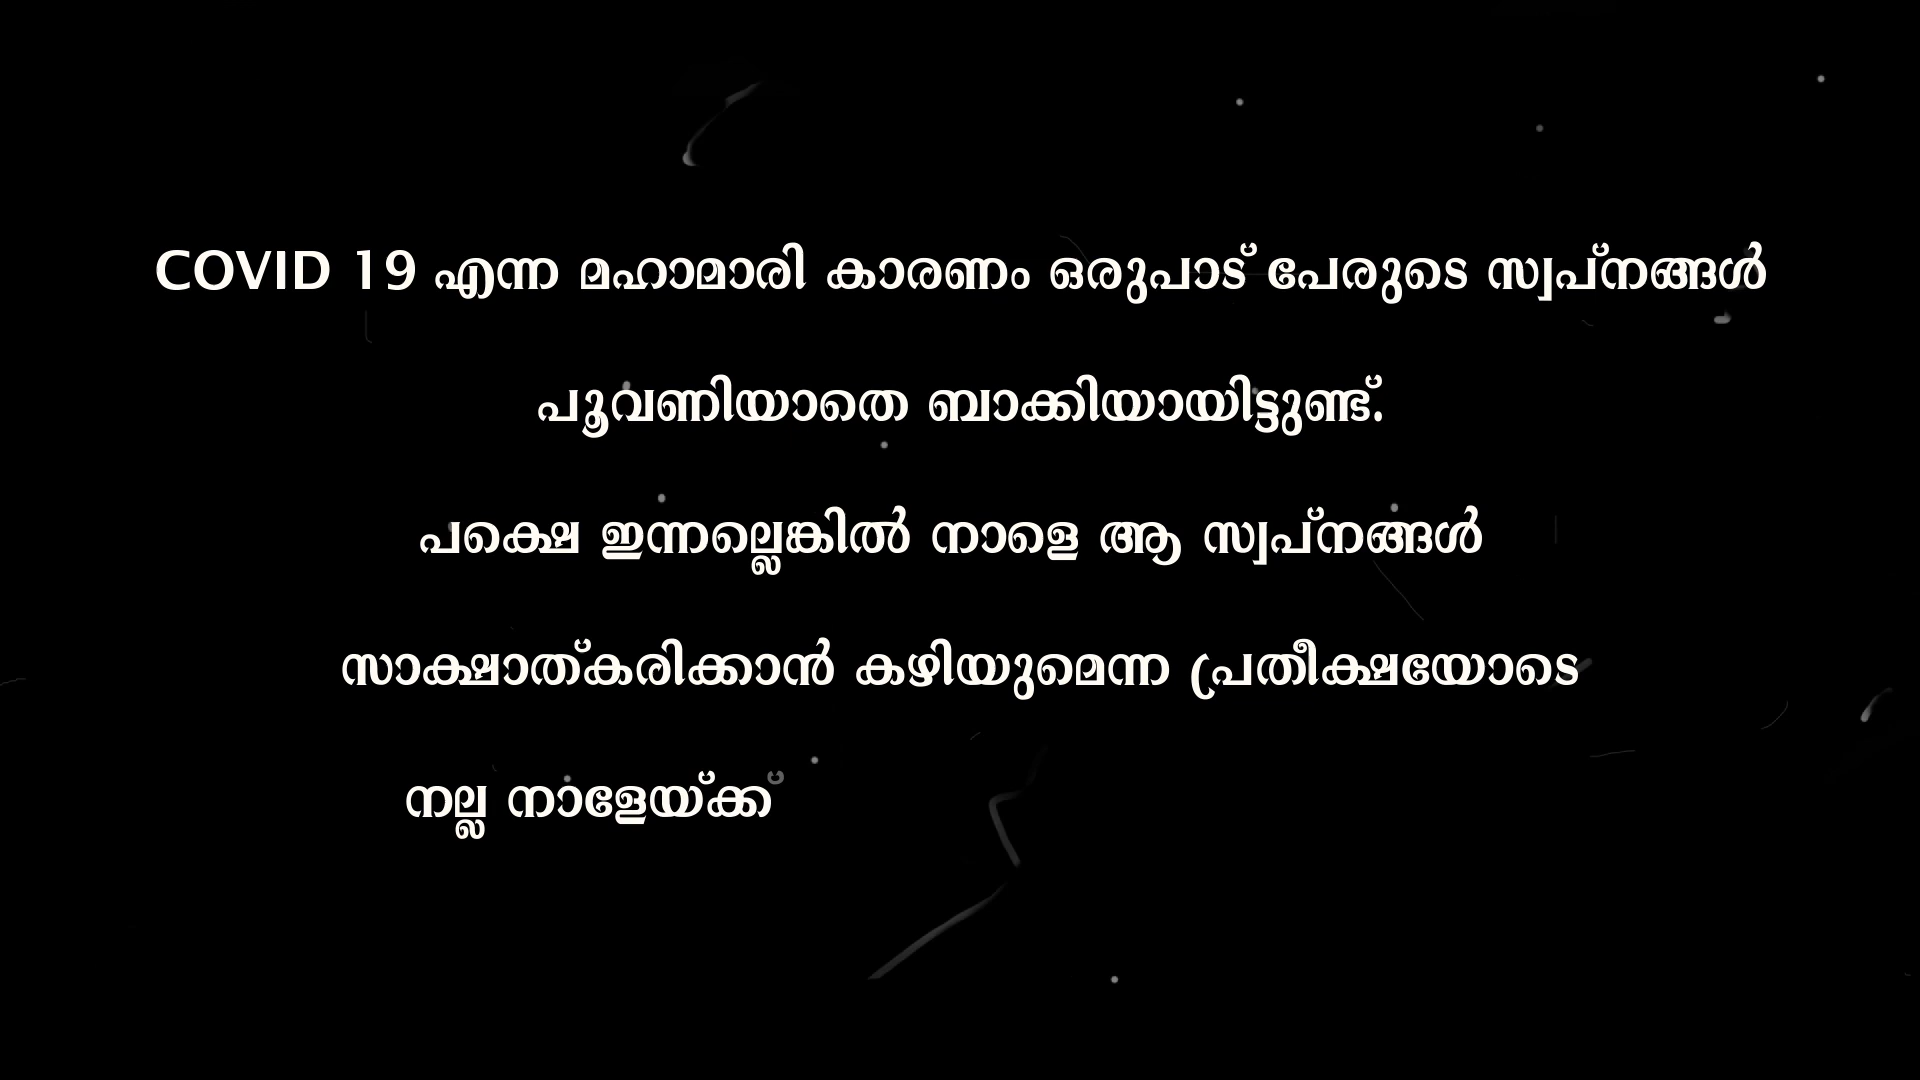 COVID 19 എന്ന മഹാമാരി കാരണം ഒരുപാട് പേരുടെ സ്വപ്നങ്ങൾ
പൂവണിയാതെ ബാക്കിയായിട്ടുണ്ട്.
പക്ഷെ ഇന്നല്ലെങ്കിൽ നാളെ ആ സ്വപ്നങ്ങൾ
സാക്ഷാത്കരിക്കാൻ കഴിയുമെന്ന പ്രതീക്ഷയോടെ
നല്ല നാളേയ്ക്ക്